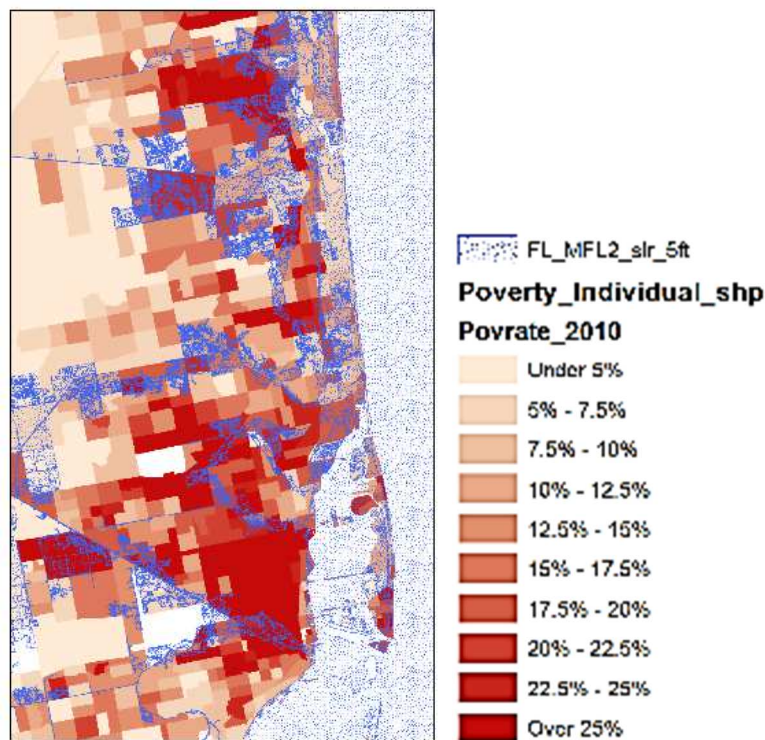 FL_MFL2_slr_5ft
Poverty_Individual_shp
Povrate_2010
Under 5%
5% - 7.5%
7.5% - 10%
10% - 12.5%
12.5% - 15%
15% - 17.5%
17.5% - 20%
20% - 22.5%
22.5% - 25%
Over 25%